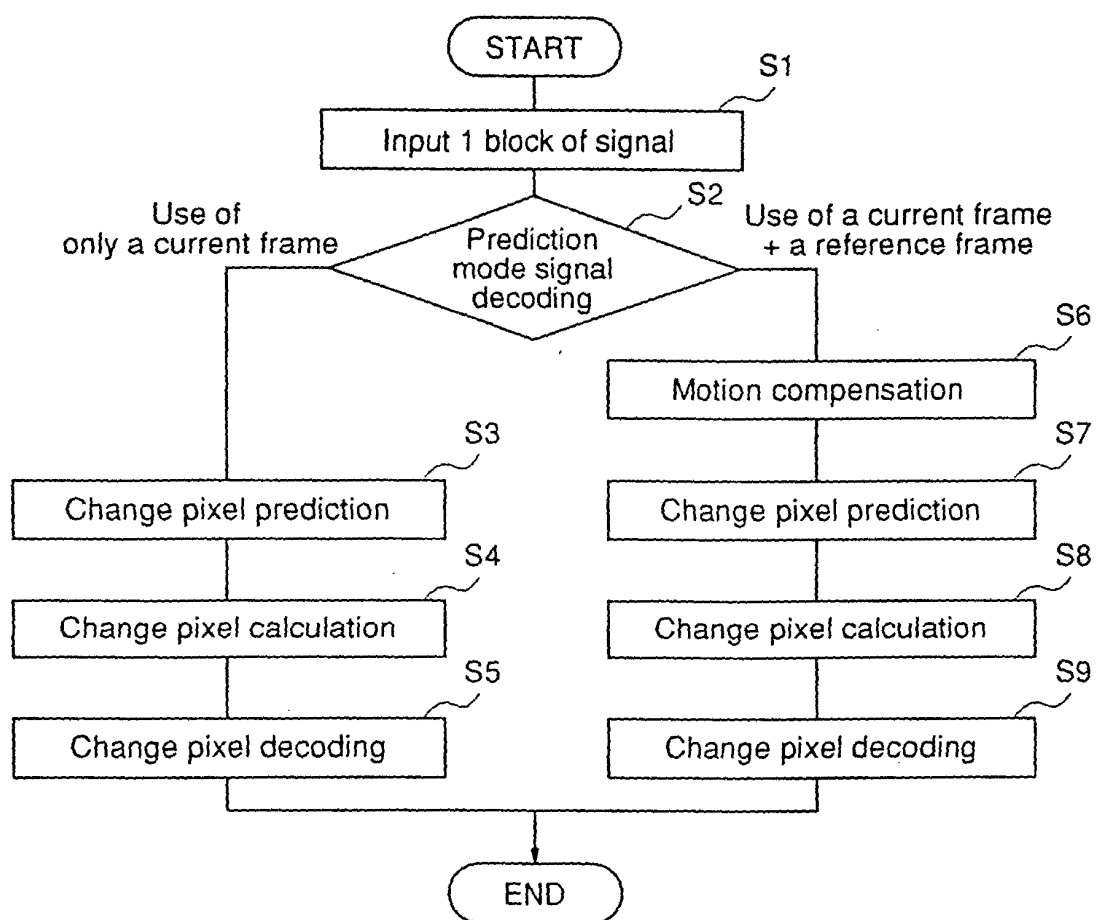 START
S1
Input 1 block of signal
S2
Use of
only a current frame
Prediction
mode signal
decoding
Use of a current frame
+ a reference frame
S6
Motion compensation
S3
Change pixel prediction
S7
Change pixel prediction
S4
Change pixel calculation
S8
Change pixel calculation
S5
Change pixel decoding
S9
Change pixel decoding
END